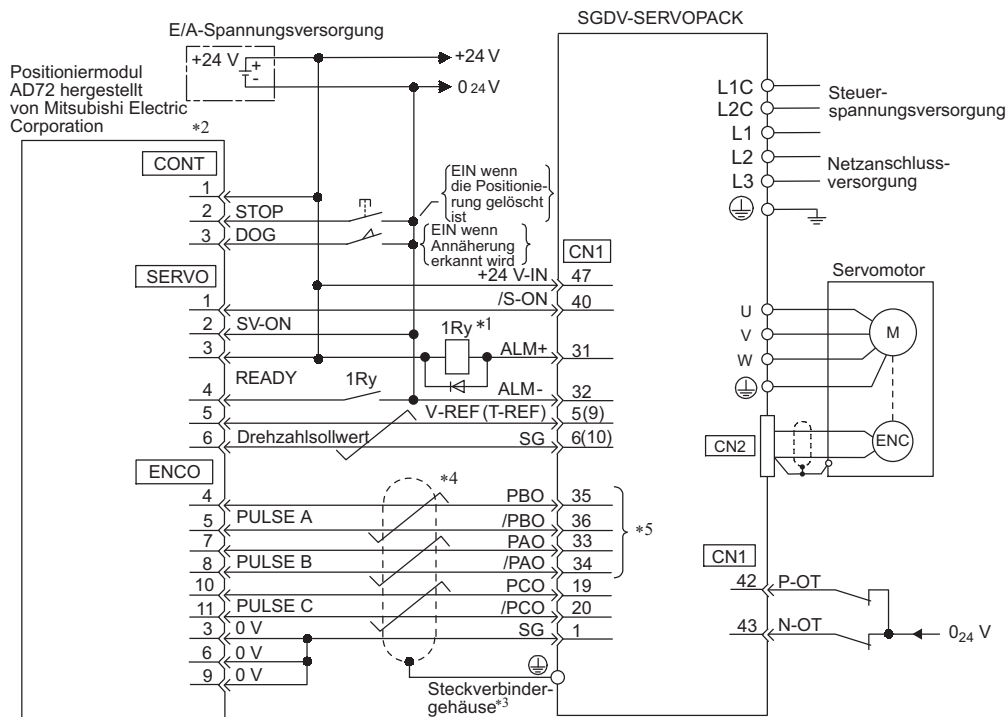 SGDV-SERVOPACK
E/A-Spannungsversorgung
+24 V
+
-
+24 V
0 24 V
Positioniermodul
AD72 hergestellt
von Mitsubishi Electric
Corporation
*2
CONT
1
2 STOP
3 DOG
EIN wenn
die Positionie-
rung gelöscht
ist
EIN wenn
Annäherung
erkannt wird
SERVO
1
2 SV-ON
3
READY
4
5
6 Drehzahlsollwert
1Ry *1
1Ry
CN1
+24 V-IN 47
/S-ON 40
ALM+ 31
ALM- 32
V-REF (T-REF) 5(9)
SG 6(10)
ENCO
4
5 PULSE A
7
8 PULSE B
10
11 PULSE C
3 0 V
6 0 V
9 0 V
*4
PBO 35
/PBO 36
PAO 33
/PAO 34
*5
PCO 19
/PCO 20
SG 1
Steckverbinder-
gehäuse*3
L1C
L2C
Steuer-
spannungsversorgung
L1
L2
L3
Netzanschluss-
versorgung
Servomotor
U
V
W
M
CN2
ENC
CN1
42 P-OT
43 N-OT
024 V